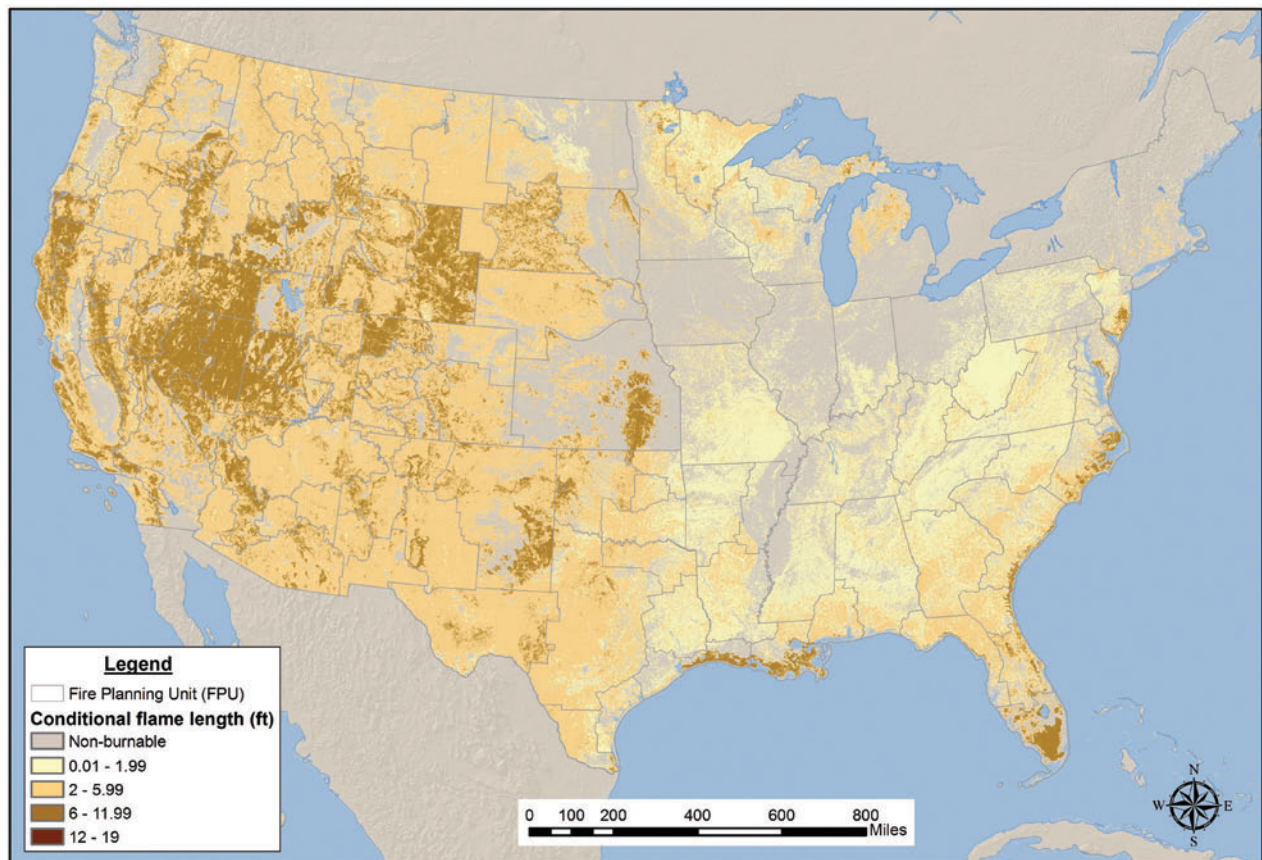 Legend
Fire Planning Unit (FPU)
Conditional flame length (ft)
Non-burnable
0.01 - 1.99
2 - 5.99
6 - 11.99
12 - 19
0 100 200 400 600 800
Miles
N
W E
S